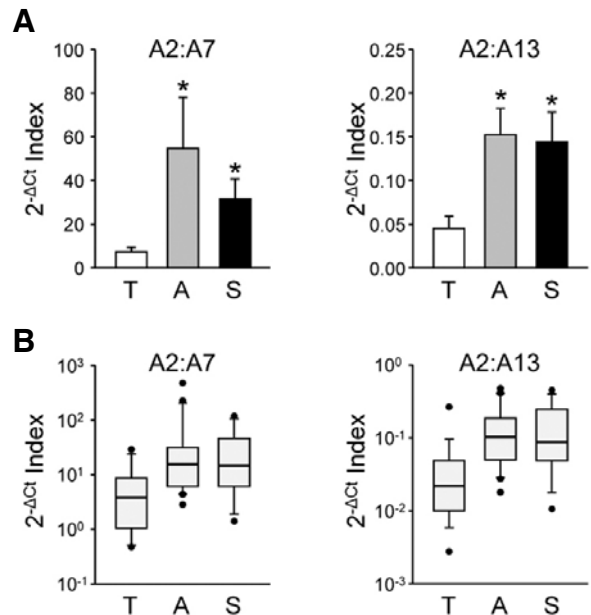 A
A2:A7
2-ΔCt Index
100
80
60
40
20
0
*
*
T A S
A2:A13
2-ΔCt Index
0.25
0.20
0.15
0.10
0.05
0.00
* *
T A S
B
A2:A7
2-ΔCt Index
10³
10²
10¹
10⁰
10-¹
T A S
A2:A13
2-ΔCt Index
10⁰
10-¹
10-²
10-³
T A S